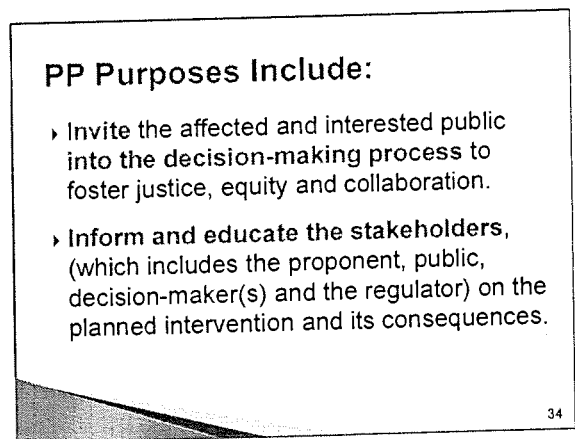 PP Purposes Include:
› Invite the affected and interested public
into the decision-making process to
foster justice, equity and collaboration.
› Inform and educate the stakeholders,
(which includes the proponent, public,
decision-maker(s) and the regulator) on the
planned intervention and its consequences.
34